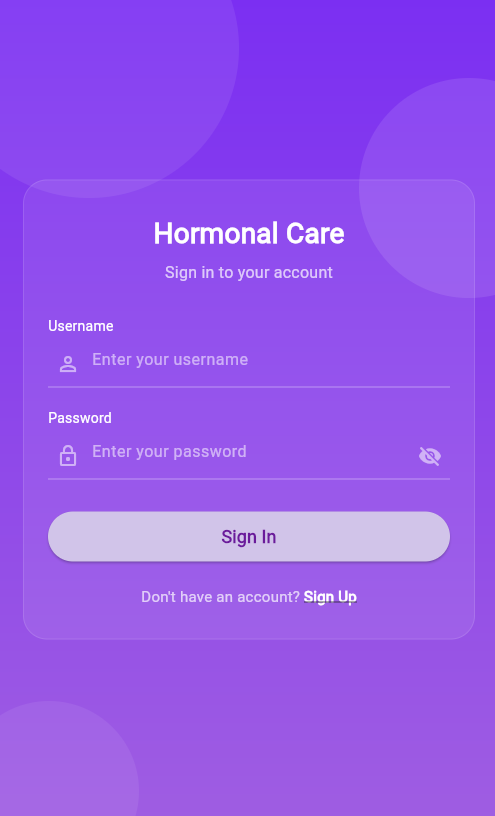 Hormonal Care
Sign in to your account
Username
Enter your username
Password
Enter your password
Sign In
Don't have an account? Sign Up